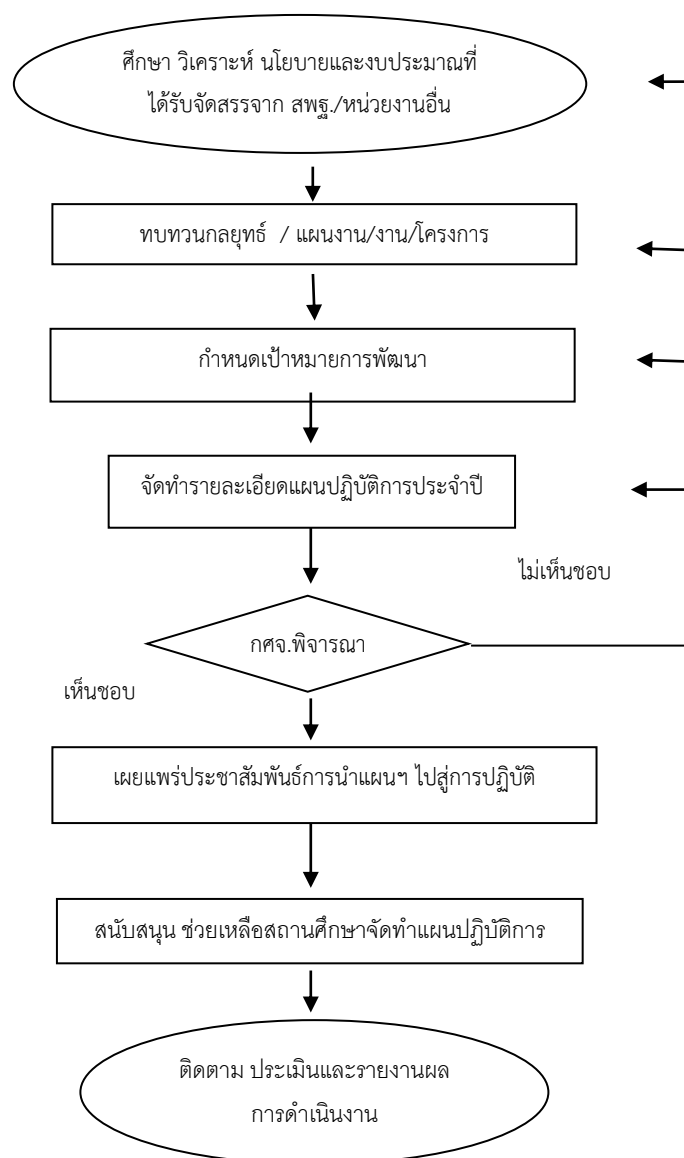 ศึกษา วิเคราะห์ นโยบายและงบประมาณที่
ได้รับจัดสรรจาก สพฐ./หน่วยงานอื่น
ทบทวนกลยุทธ์ / แผนงาน/งาน/โครงการ
กำหนดเป้าหมายการพัฒนา
จัดทำรายละเอียดแผนปฏิบัติการประจำปี
ไม่เห็นชอบ
กศจ.พิจารณา
เห็นชอบ
เผยแพร่ประชาสัมพันธ์การนำแผนฯ ไปสู่การปฏิบัติ
สนับสนุน ช่วยเหลือสถานศึกษาจัดทำแผนปฏิบัติการ
ติดตาม ประเมินและรายงานผล
การดำเนินงาน